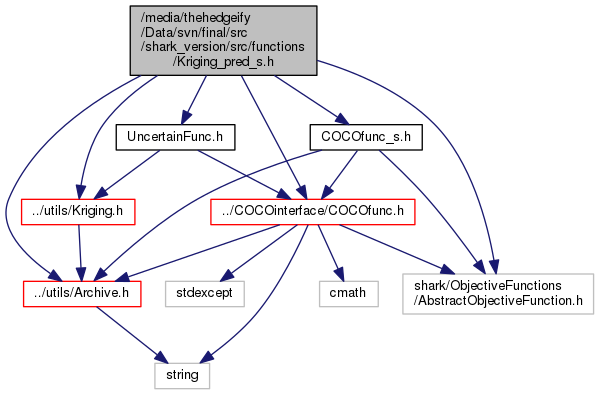 /media/thehedgeify
/Data/svn/final/src
/shark_version/src/functions
/Kriging_pred_s.h
UncertainFunc.h
COCOfunc_s.h
../utils/Kriging.h
../COCOinterface/COCOfunc.h
../utils/Archive.h
stdexcept
cmath
shark/ObjectiveFunctions
/AbstractObjectiveFunction.h
string